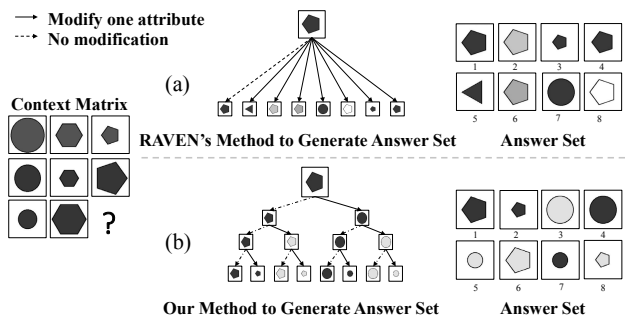 Modify one attribute
No modification
Context Matrix
?
(a)
RAVEN's Method to Generate Answer Set
1 2 3 4
5 6 7 8
Answer Set
(b)
Our Method to Generate Answer Set
1 2 3 4
5 6 7 8
Answer Set